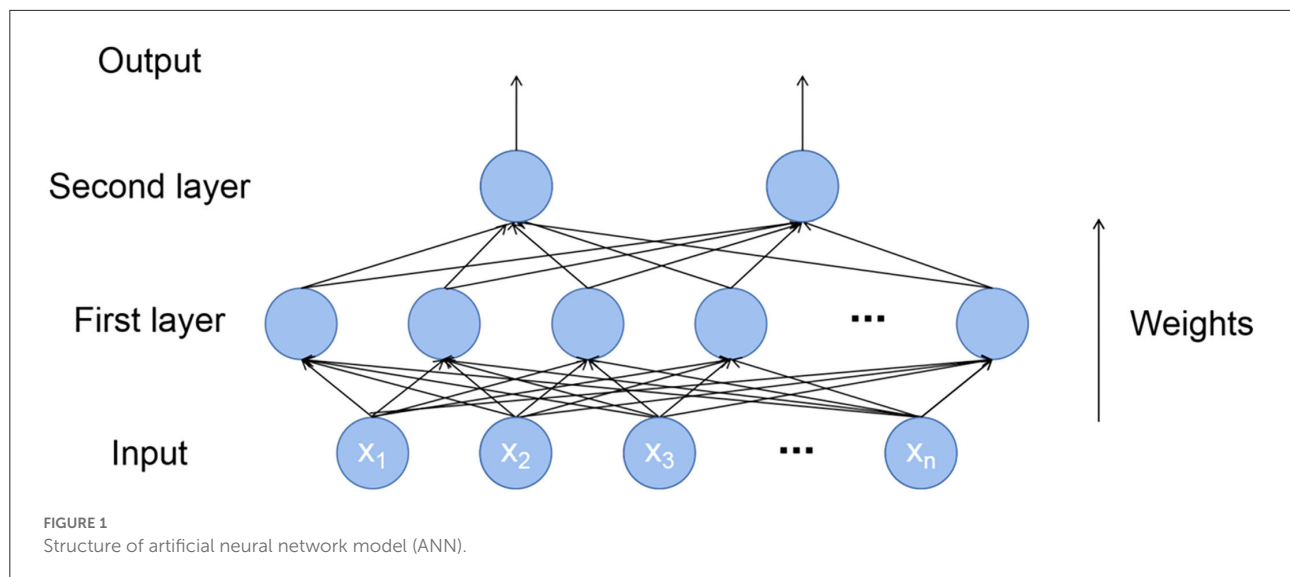 Output
Second layer
First layer
...
Weights
Input
x₁ x₂ x₃ ... xₙ
FIGURE 1
Structure of artificial neural network model (ANN).